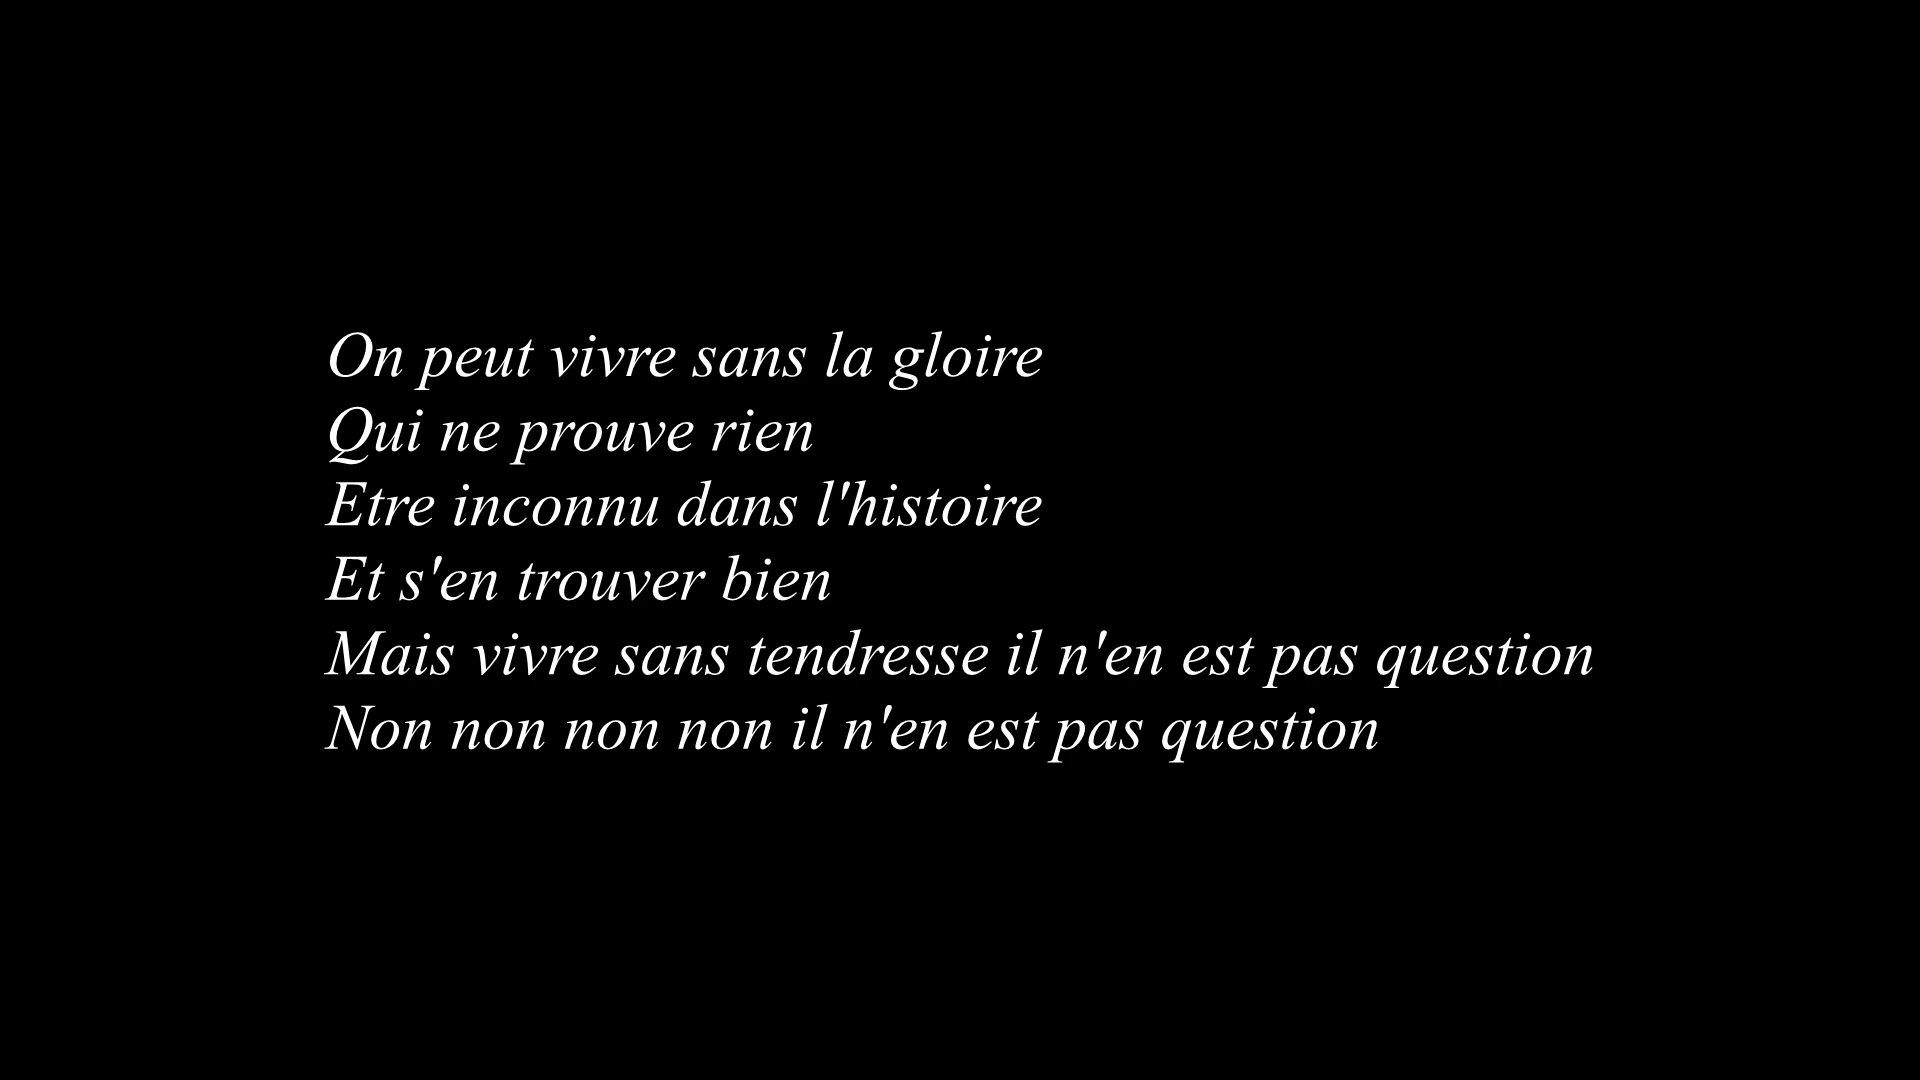 On peut vivre sans la gloire
Qui ne prouve rien
Etre inconnu dans l'histoire
Et s'en trouver bien
Mais vivre sans tendresse il n'en est pas question
Non non non non il n'en est pas question